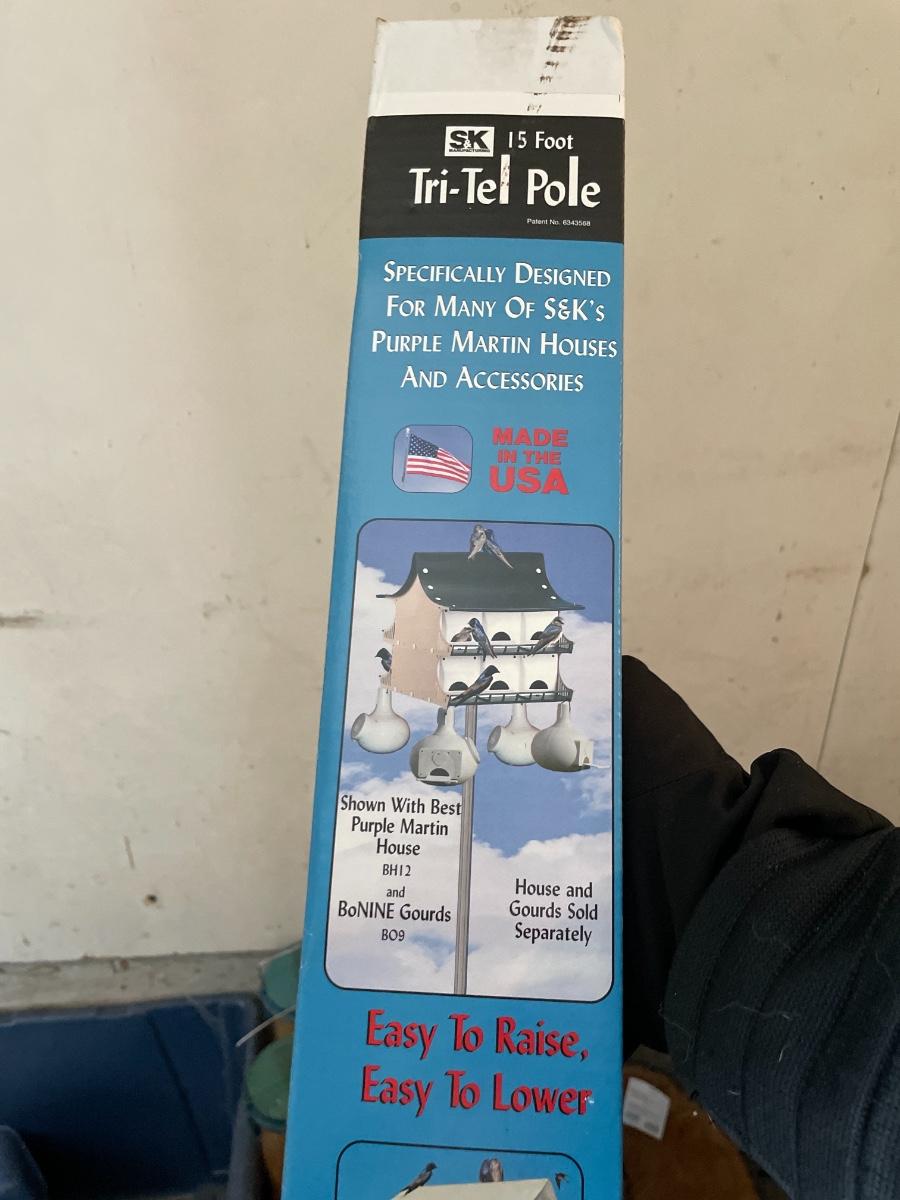 S&K 15 Foot
MANUFACTURING
Tri-Tel Pole
Patent No. 6343568
SPECIFICALLY DESIGNED
FOR MANY OF S&K'S
PURPLE MARTIN HOUSES
AND ACCESSORIES
MADE
IN THE
USA
Shown With Best
Purple Martin
House
BH12
and
BoNINE Gourds
BO9
House and
Gourds Sold
Separately
Easy To Raise,
Easy To Lower